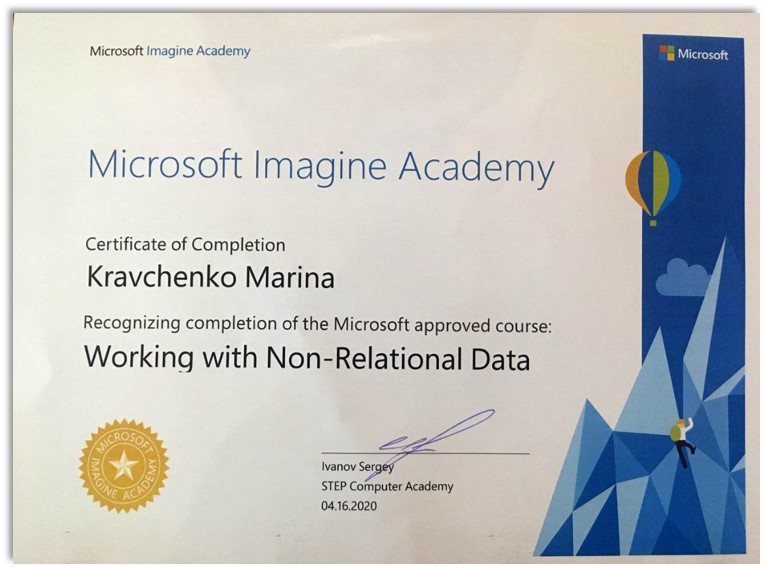 Microsoft Imagine Academy
Microsoft
Microsoft Imagine Academy
Certificate of Completion
Kravchenko Marina
Recognizing completion of the Microsoft approved course:
Working with Non-Relational Data
MICROSOFT
IMAGINE ACADEMY
Ivanov Sergey
STEP Computer Academy
04.16.2020